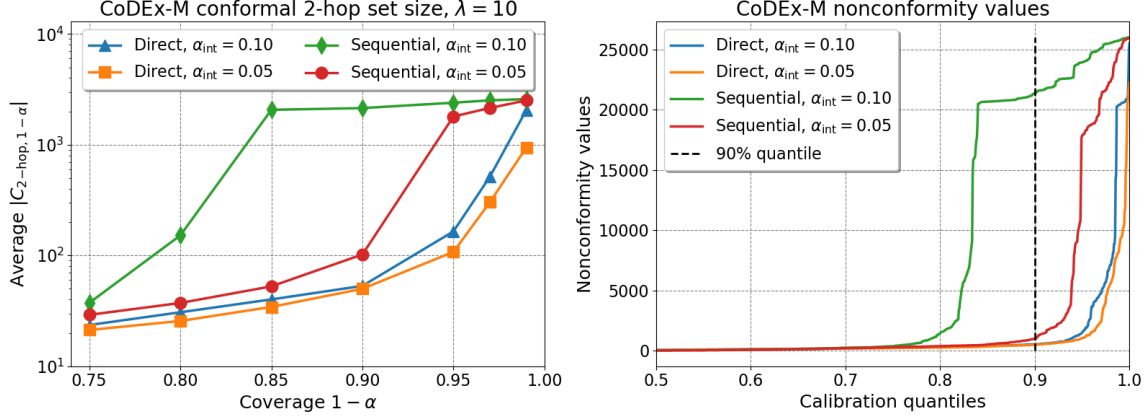 CoDEx-M conformal 2-hop set size, λ = 10
Direct, α_int = 0.10
Direct, α_int = 0.05
Sequential, α_int = 0.10
Sequential, α_int = 0.05
Average |C_{2−hop, 1−α}|
10⁴
10³
10²
10¹
0.75 0.80 0.85 0.90 0.95 1.00
Coverage 1 − α
CoDEx-M nonconformity values
Direct, α_int = 0.10
Direct, α_int = 0.05
Sequential, α_int = 0.10
Sequential, α_int = 0.05
90% quantile
Nonconformity values
25000
20000
15000
10000
5000
0
0.5 0.6 0.7 0.8 0.9 1.0
Calibration quantiles